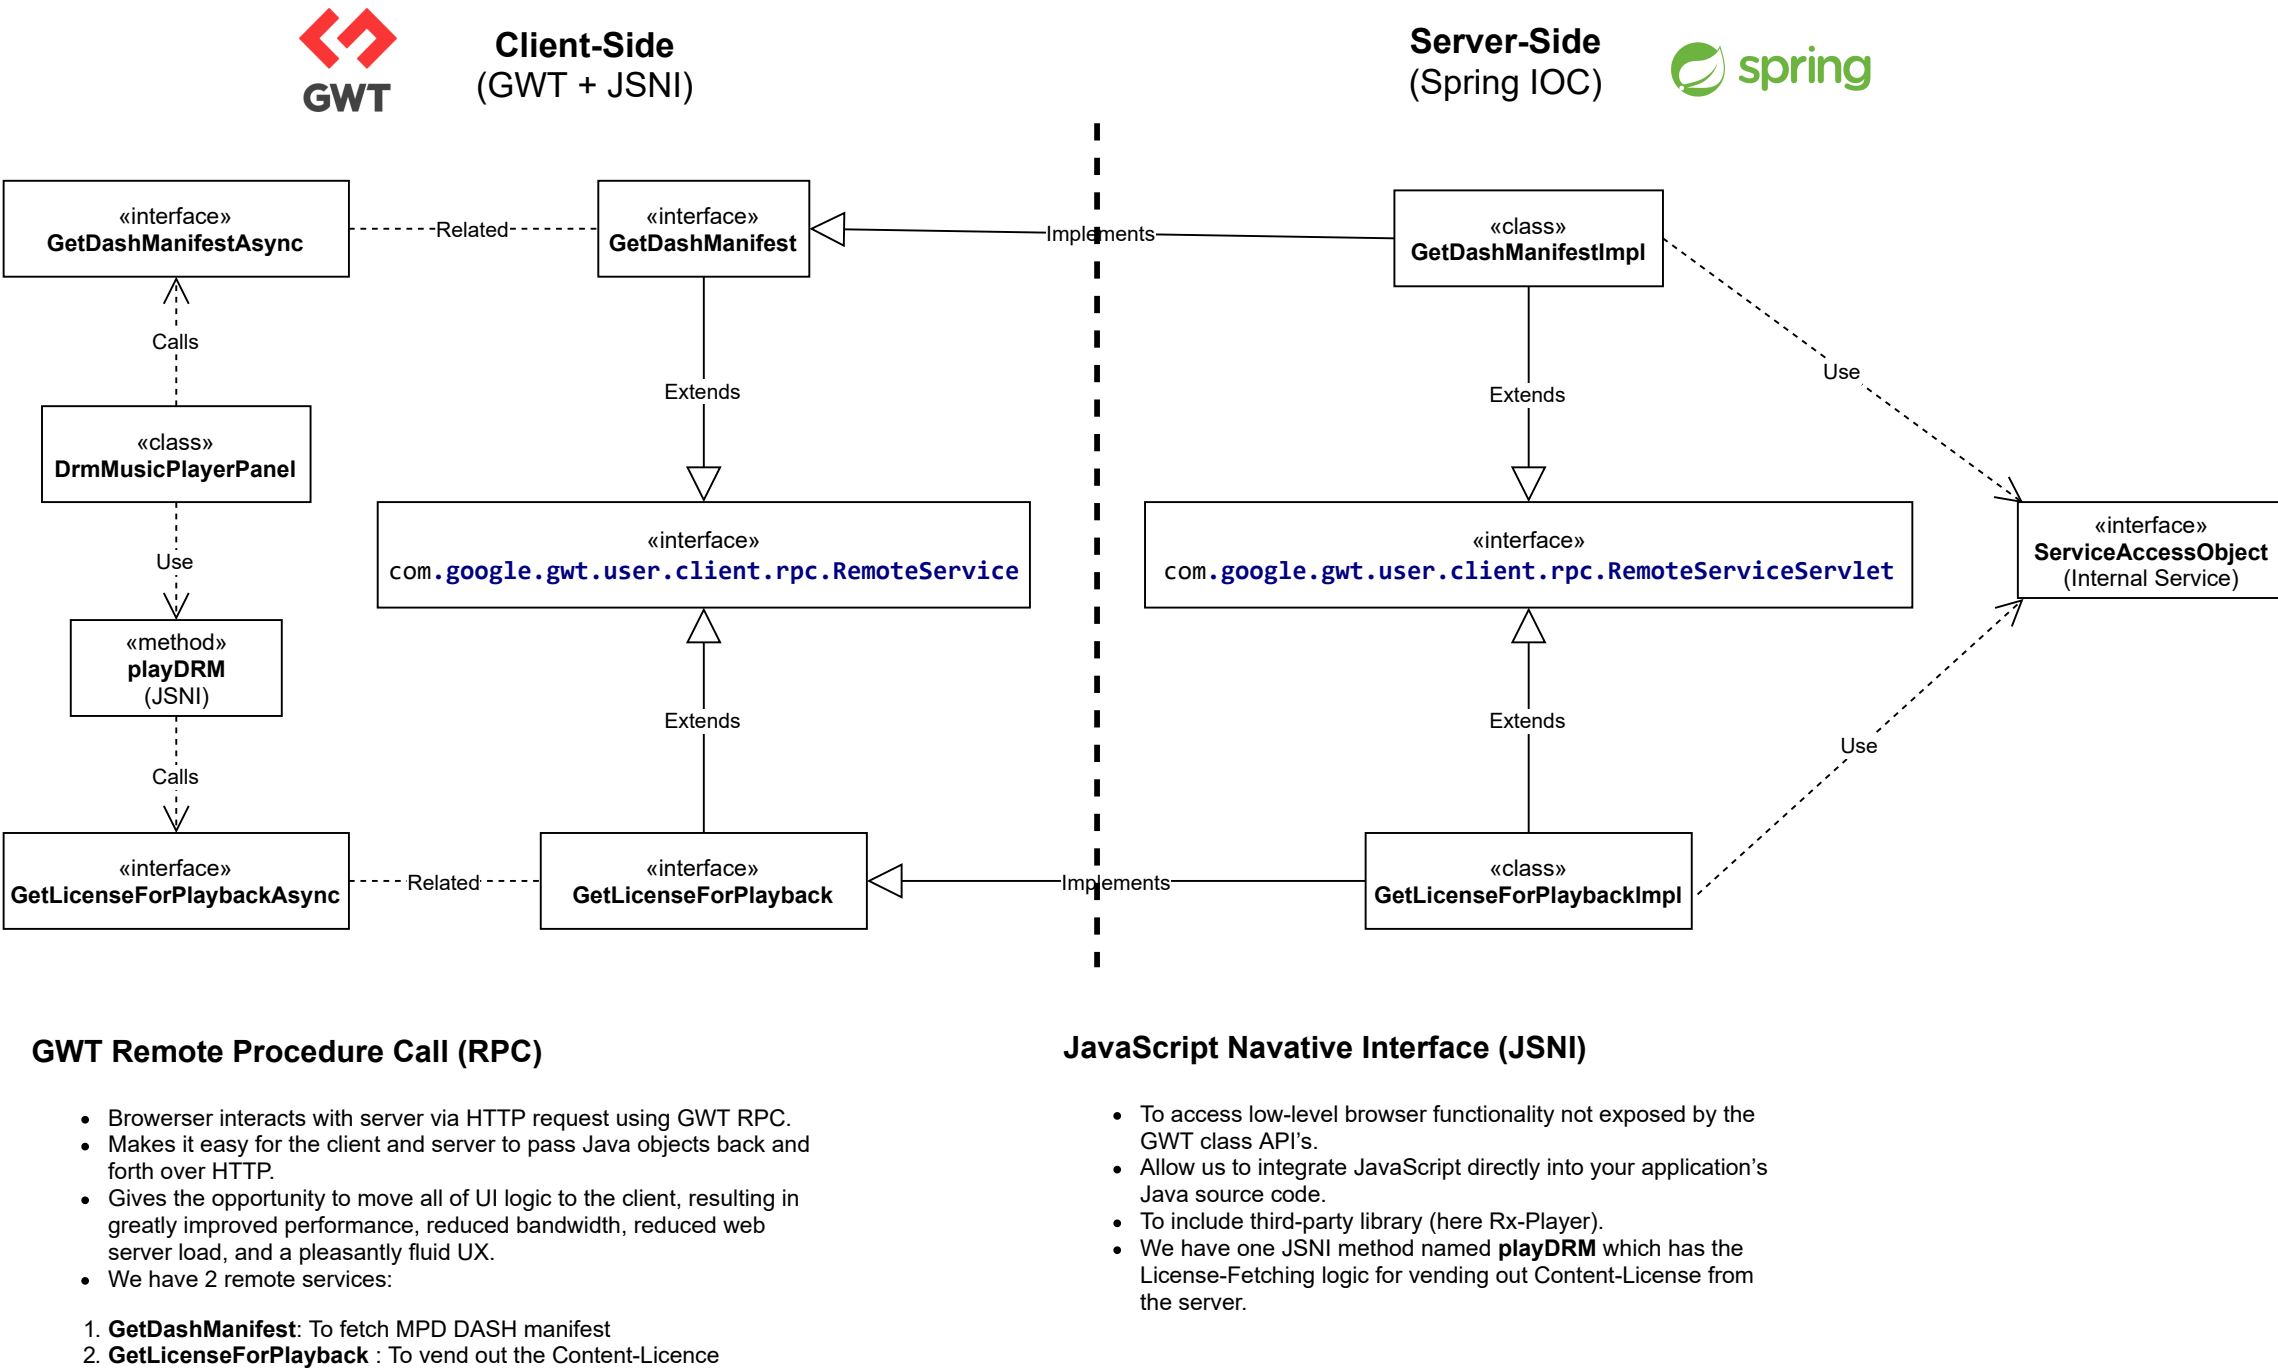 GWT
Client-Side
(GWT + JSNI)
Server-Side
(Spring IOC)
spring
«interface»
GetDashManifestAsync
Related
«interface»
GetDashManifest
Implements
«class»
GetDashManifestImpl
Calls
Extends
Extends
Use
«class»
DrmMusicPlayerPanel
Use
«interface»
com.google.gwt.user.client.rpc.RemoteService
«interface»
com.google.gwt.user.client.rpc.RemoteServiceServlet
«interface»
ServiceAccessObject
(Internal Service)
«method»
playDRM
(JSNI)
Extends
Extends
Use
Calls
«interface»
GetLicenseForPlaybackAsync
Related
«interface»
GetLicenseForPlayback
Implements
«class»
GetLicenseForPlaybackImpl
GWT Remote Procedure Call (RPC)
• Browerser interacts with server via HTTP request using GWT RPC.
• Makes it easy for the client and server to pass Java objects back and
forth over HTTP.
• Gives the opportunity to move all of UI logic to the client, resulting in
greatly improved performance, reduced bandwidth, reduced web
server load, and a pleasantly fluid UX.
• We have 2 remote services:
1. GetDashManifest: To fetch MPD DASH manifest
2. GetLicenseForPlayback : To vend out the Content-Licence
JavaScript Navative Interface (JSNI)
• To access low-level browser functionality not exposed by the
GWT class API's.
• Allow us to integrate JavaScript directly into your application's
Java source code.
• To include third-party library (here Rx-Player).
• We have one JSNI method named playDRM which has the
License-Fetching logic for vending out Content-License from
the server.